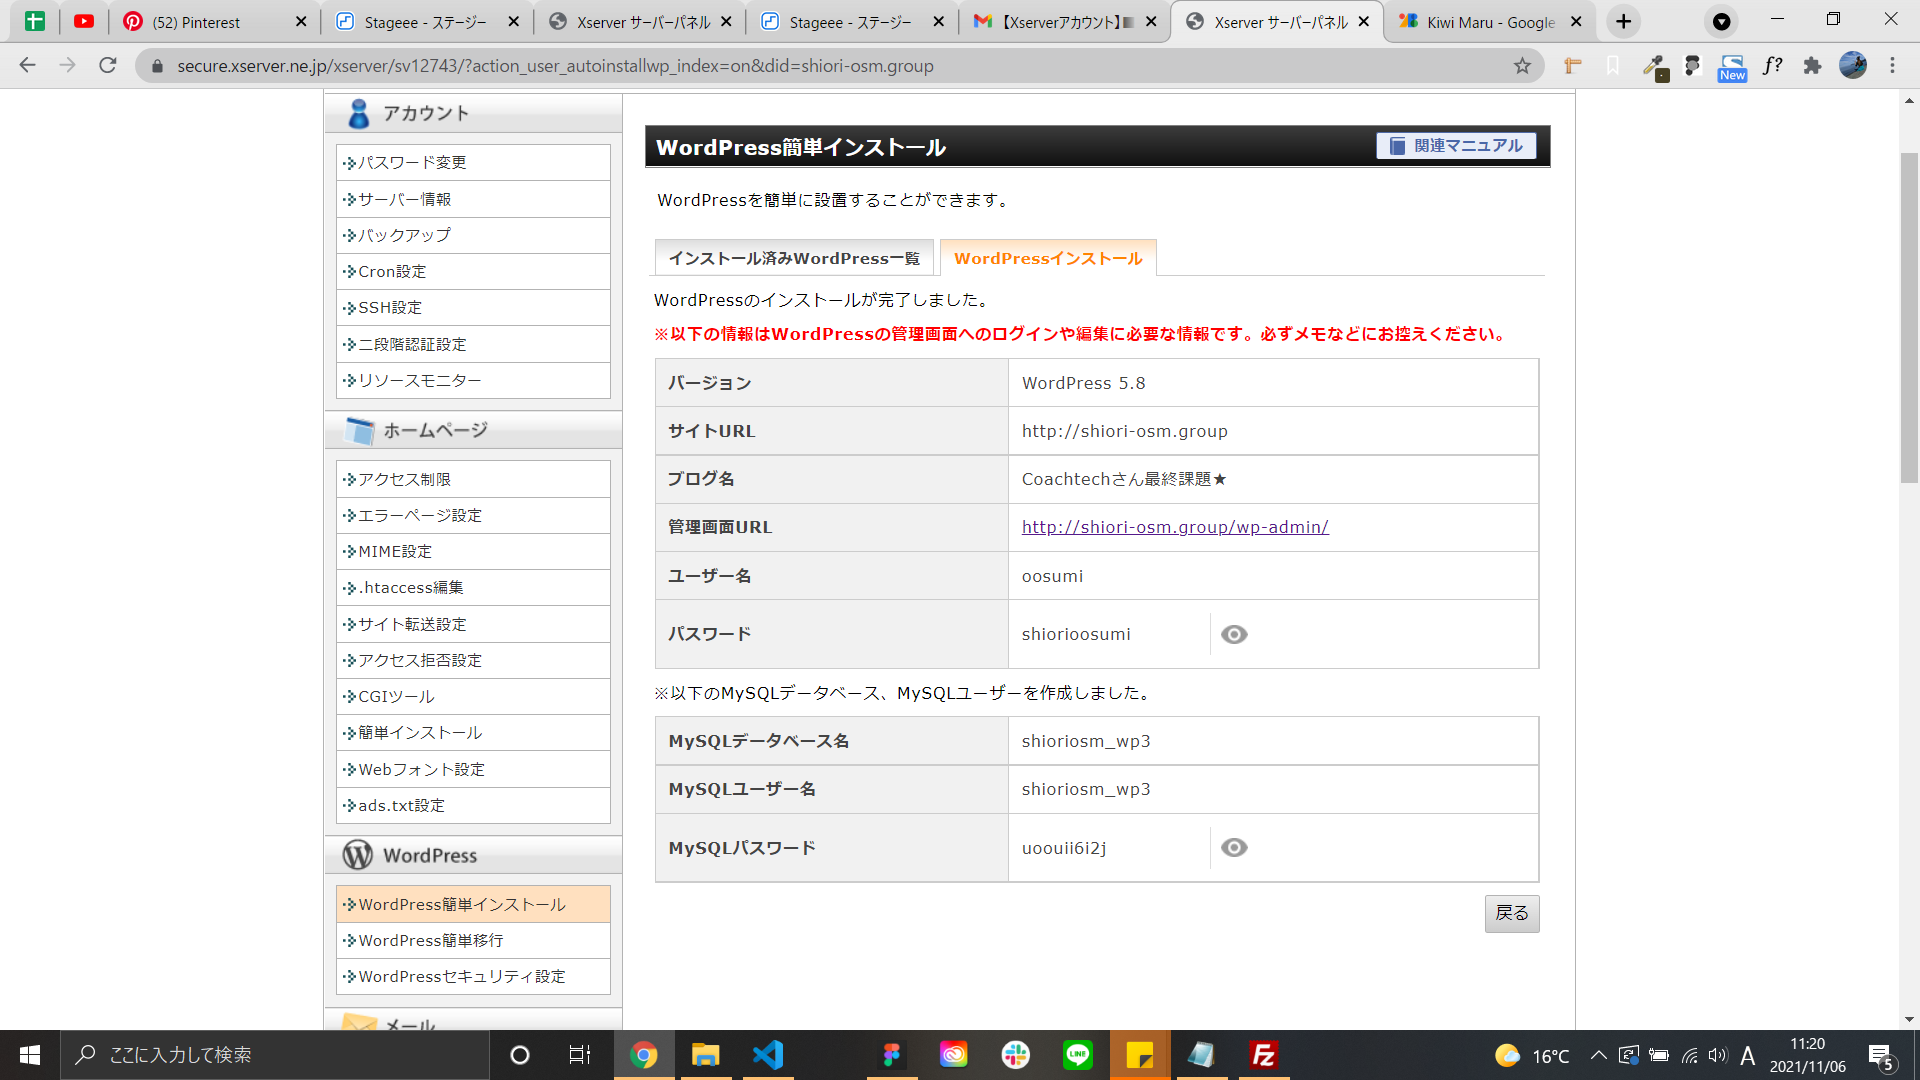 (52) Pinterest
Stageee - ステージー
Xserver サーバーパネル
Stageee - ステージー
【Xserverアカウント】
Xserver サーバーパネル
Kiwi Maru - Google
secure.xserver.ne.jp/xserver/sv12743/?action_user_autoinstallwp_index=on&did=shiori-osm.group
New
f?
アカウント
パスワード変更
サーバー情報
バックアップ
Cron設定
SSH設定
二段階認証設定
リソースモニター
ホームページ
アクセス制限
エラーページ設定
MIME設定
.htaccess編集
サイト転送設定
アクセス拒否設定
CGIツール
簡単インストール
Webフォント設定
ads.txt設定
WordPress
WordPress簡単インストール
WordPress簡単移行
WordPressセキュリティ設定
メール
WordPress簡単インストール
関連マニュアル
WordPressを簡単に設置することができます。
インストール済みWordPress一覧
WordPressインストール
WordPressのインストールが完了しました。
※以下の情報はWordPressの管理画面へのログインや編集に必要な情報です。必ずメモなどにお控えください。
バージョン WordPress 5.8
サイトURL http://shiori-osm.group
ブログ名 Coachtechさん最終課題★
管理画面URL http://shiori-osm.group/wp-admin/
ユーザー名 oosumi
パスワード shiorioosumi
※以下のMySQLデータベース、MySQLユーザーを作成しました。
MySQLデータベース名 shioriosm_wp3
MySQLユーザー名 shioriosm_wp3
MySQLパスワード uoouii6i2j
戻る
ここに入力して検索
LINE
Fz
16°C
A
11:20
2021/11/06
5